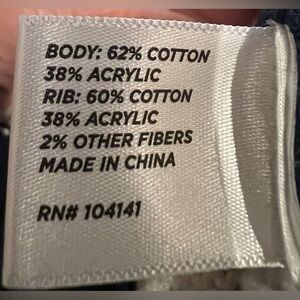 BODY: 62% COTTON
38% ACRYLIC
RIB: 60% COTTON
38% ACRYLIC
2% OTHER FIBERS
MADE IN CHINA
RN# 104141